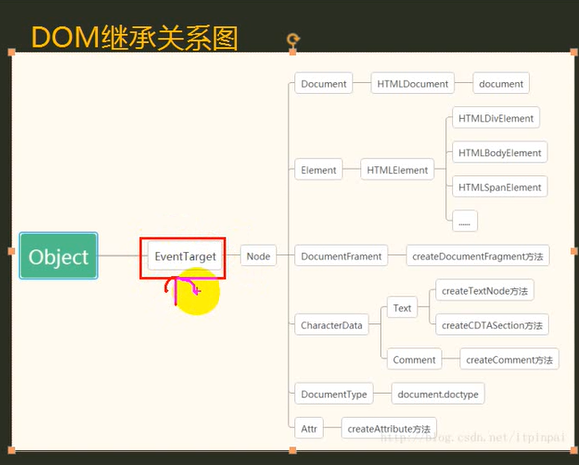 DOM继承关系图
Document
HTMLDocument
document
HTMLDivElement
HTMLBodyElement
Element
HTMLElement
HTMLSpanElement
......
Object
EventTarget
Node
DocumentFrament
createDocumentFragment方法
createTextNode方法
Text
CharacterData
createCDTASection方法
Comment
createComment方法
DocumentType
document.doctype
Attr
createAttribute方法
http://blog.csdn.net/itpinpai